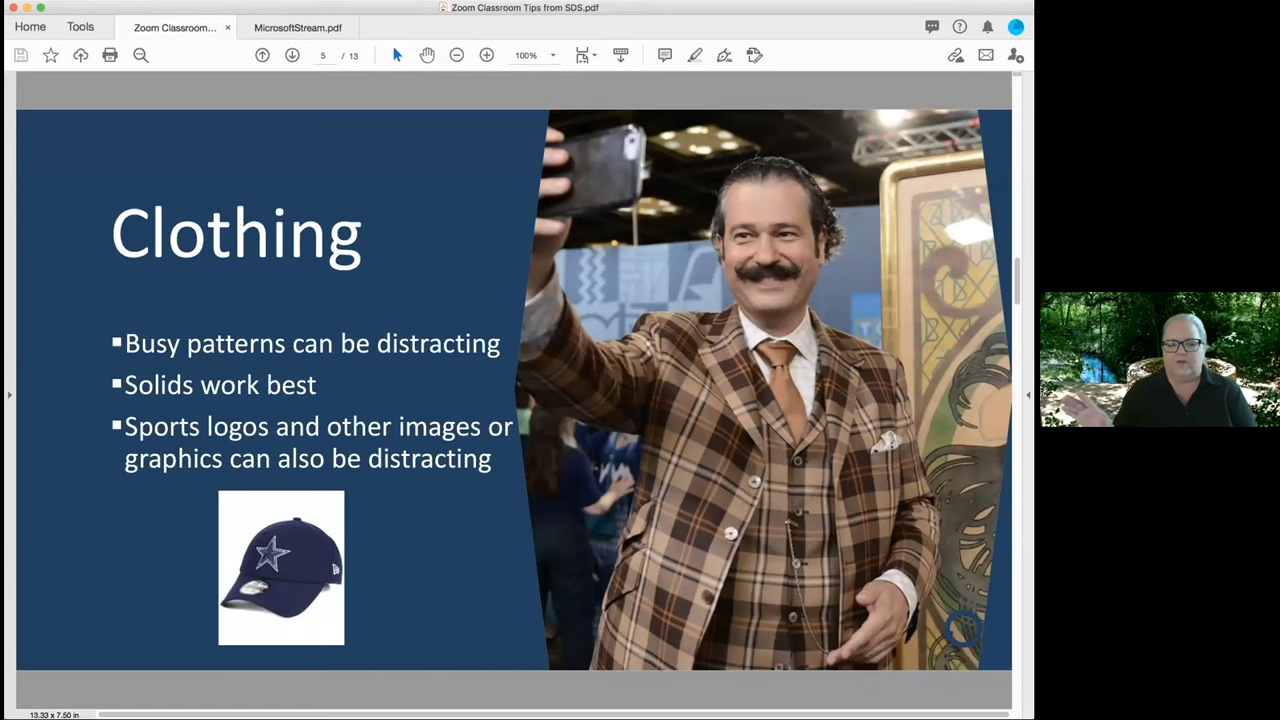 Zoom Classroom Tips from SDS.pdf
Home
Tools
Zoom Classroom...
×
MicrosoftStream.pdf
5 / 13
100%
Clothing
▪Busy patterns can be distracting
▪Solids work best
▪Sports logos and other images or
graphics can also be distracting
13.33 x 7.50 in